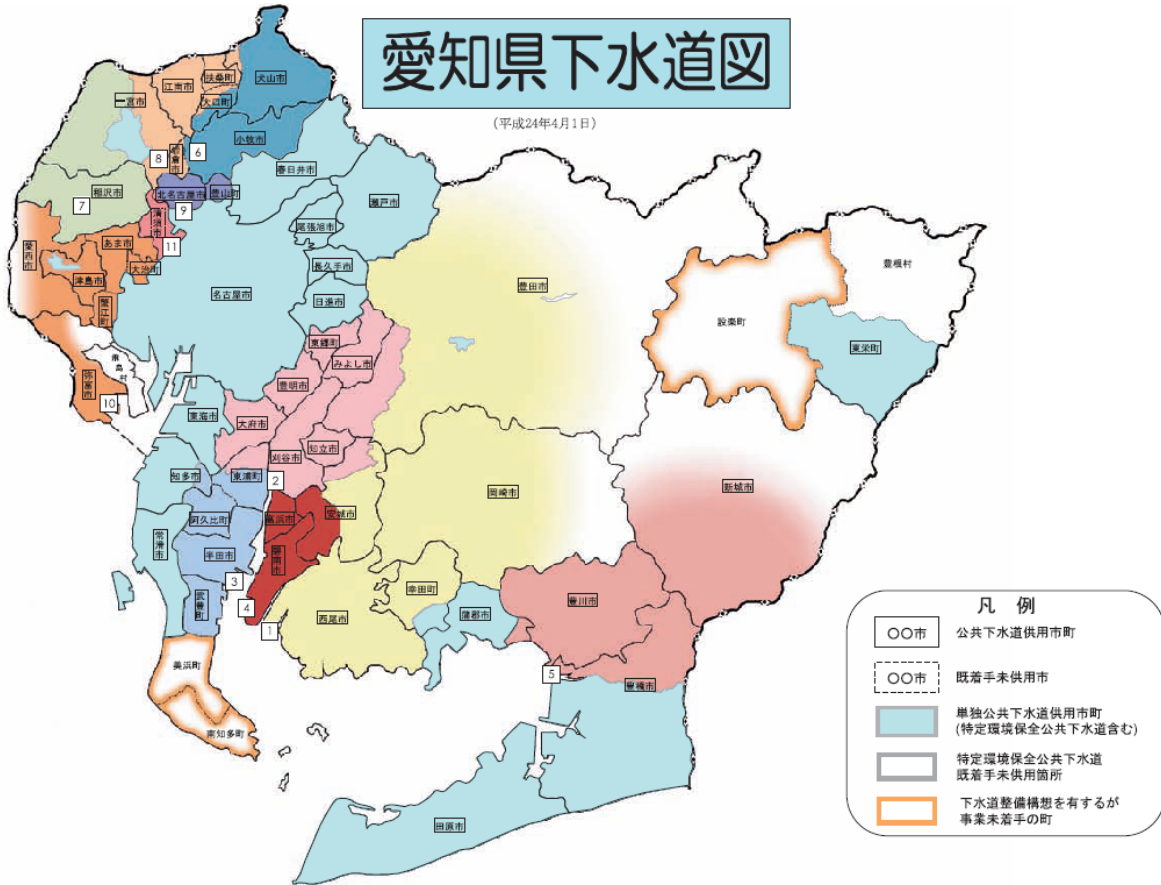 愛知県下水道図
(平成24年4月1日)
犬山市
扶桑町
江南市
大口町
一宮市
小牧市
6
8
岩倉市
春日井市
稲沢市
7
北名古屋市
豊山町
9
瀬戸市
清須市
11
尾張旭市
愛西市
あま市
大治町
長久手市
津島市
名古屋市
日進市
蟹江町
豊田市
豊根村
設楽町
東栄町
飛島村
弥富市
10
東郷町
みよし市
豊明市
東海市
大府市
知立市
刈谷市
知多市
東浦町
2
岡崎市
新城市
阿久比町
高浜市
安城市
常滑市
半田市
碧南市
3
武豊町
4
1
幸田町
西尾市
蒲郡市
豊川市
美浜町
5
豊橋市
南知多町
田原市
凡 例
〇〇市 公共下水道供用市町
〇〇市 既着手未供用市
単独公共下水道供用市町
(特定環境保全公共下水道含む)
特定環境保全公共下水道
既着手未供用箇所
下水道整備構想を有するが
事業未着手の町